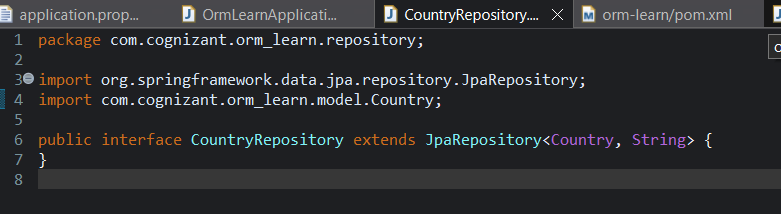 application.prop...
OrmLearnApplicati...
CountryRepository....
orm-learn/pom.xml
1 package com.cognizant.orm_learn.repository;
2
3 import org.springframework.data.jpa.repository.JpaRepository;
4 import com.cognizant.orm_learn.model.Country;
5
6 public interface CountryRepository extends JpaRepository<Country, String> {
7 }
8